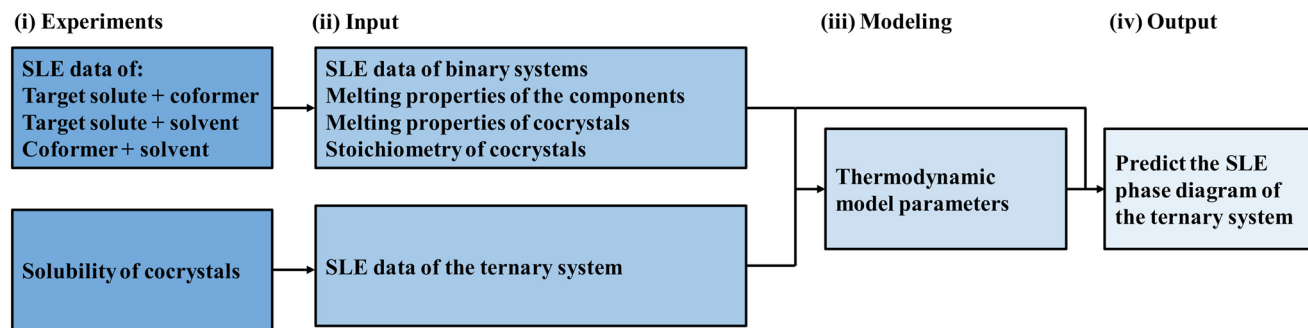 (i) Experiments
(ii) Input
(iii) Modeling
(iv) Output
SLE data of:
Target solute + coformer
Target solute + solvent
Coformer + solvent
SLE data of binary systems
Melting properties of the components
Melting properties of cocrystals
Stoichiometry of cocrystals
Thermodynamic
model parameters
Predict the SLE
phase diagram of
the ternary system
Solubility of cocrystals
SLE data of the ternary system